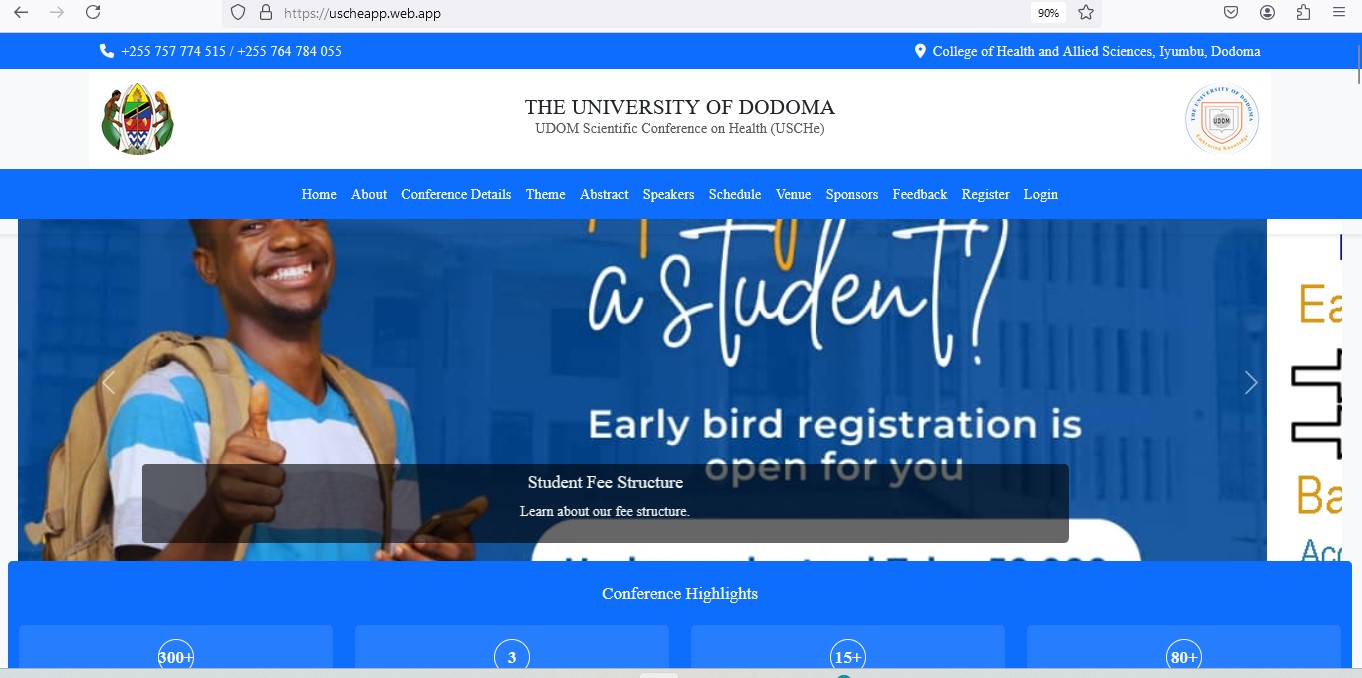 https://uscheapp.web.app
90%
+255 757 774 515 / +255 764 784 055
College of Health and Allied Sciences, Iyumbu, Dodoma
THE UNIVERSITY OF DODOMA
UDOM Scientific Conference on Health (USCHe)
THE UNIVERSITY OF DODOMA
UDOM
Embracing Knowledge
Home About Conference Details Theme Abstract Speakers Schedule Venue Sponsors Feedback Register Login
a student?
Early bird registration is
open for you
Student Fee Structure
Learn about our fee structure.
Ea
Ba
Acc
Conference Highlights
300+
3
15+
80+